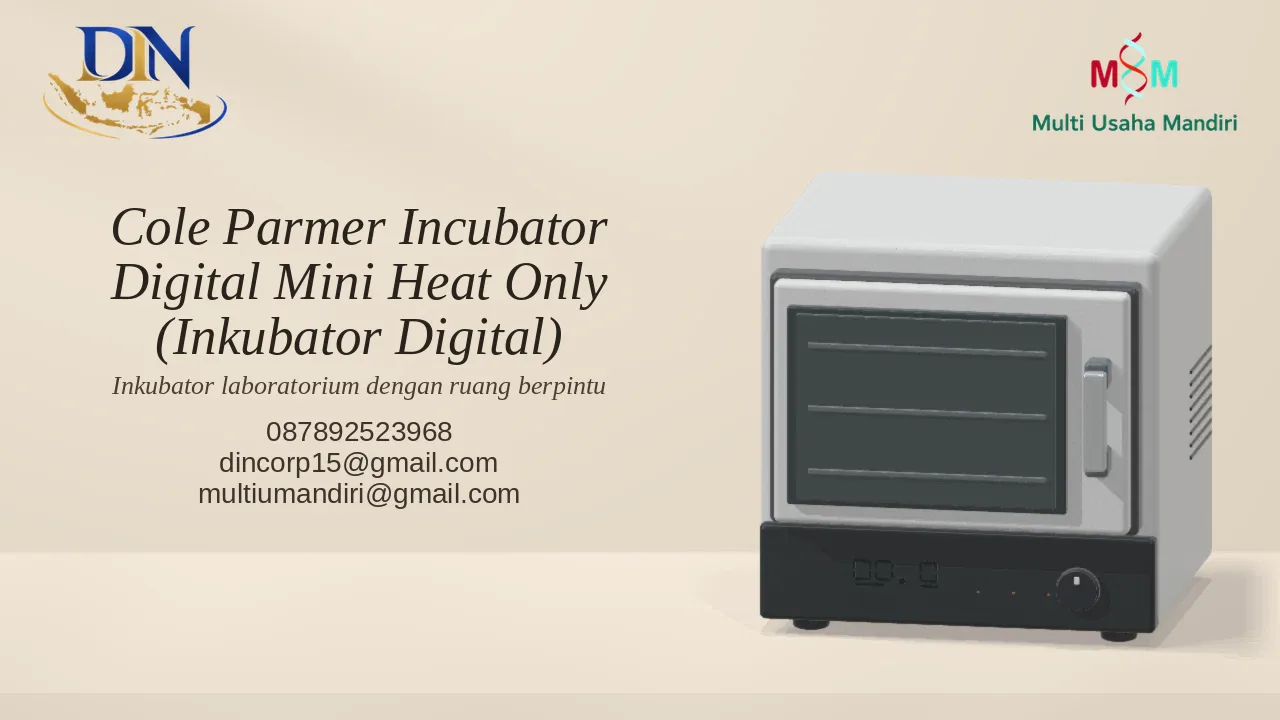 DN
M M
Multi Usaha Mandiri
Cole Parmer Incubator
Digital Mini Heat Only
(Inkubator Digital)
Inkubator laboratorium dengan ruang berpintu
087892523968
dincorp15@gmail.com
multiumandiri@gmail.com